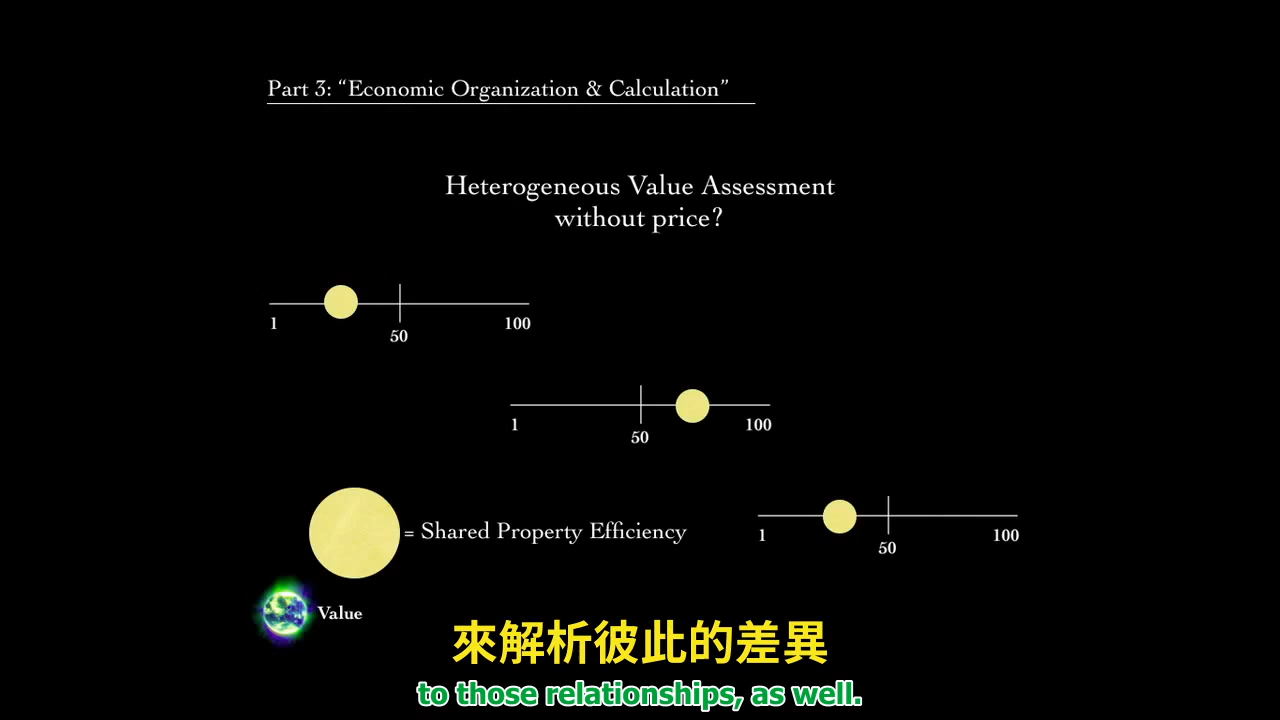 Part 3: “Economic Organization & Calculation”
Heterogeneous Value Assessment
without price?
1
50
100
1
50
100
= Shared Property Efficiency
1
50
100
Value
來解析彼此的差異
to those relationships, as well.